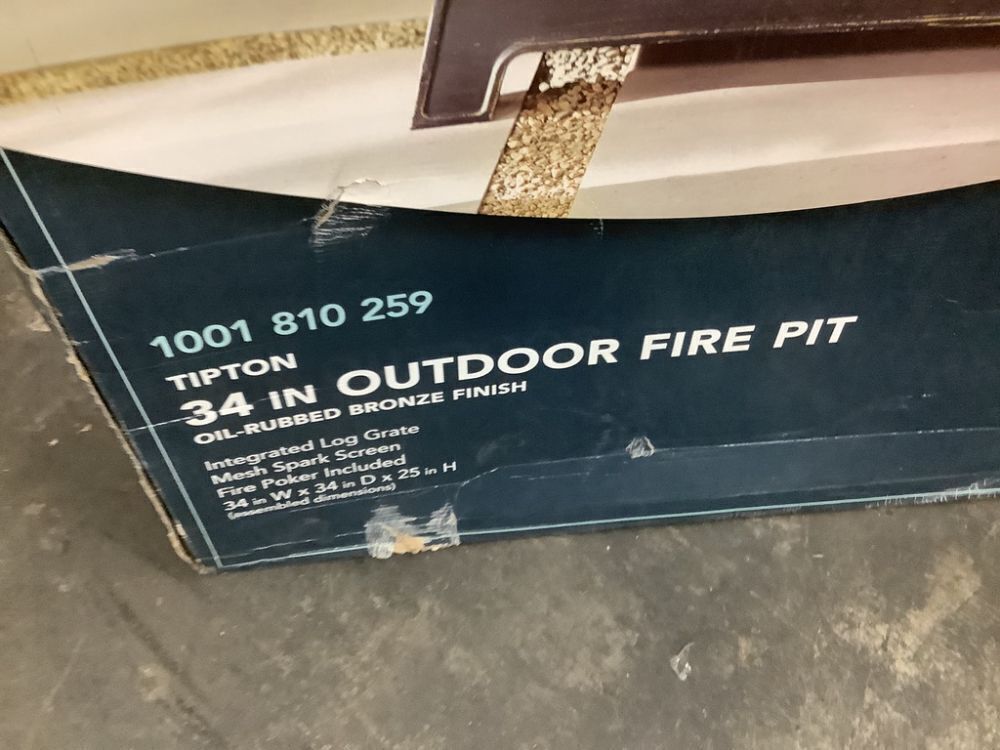 1001 810 259
TIPTON
34 IN OUTDOOR FIRE PIT
OIL-RUBBED BRONZE FINISH
Integrated Log Grate
Mesh Spark Screen
Fire Poker Included
34 in W x 34 in D x 25 in H
(assembled dimensions)